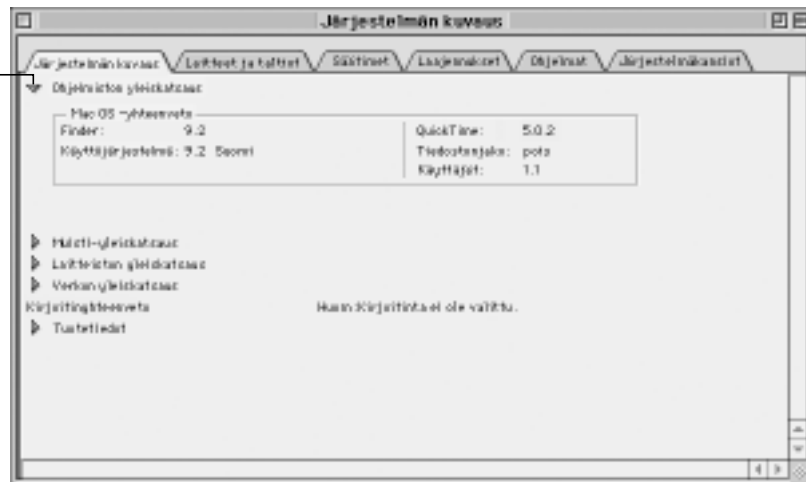 Järjestelmän kuvaus
Järjestelmän kuvaus Laitteet ja taltiot Säätimet Laajennukset Ohjelmat Järjestelmäkansiot
Ohjelmiston yleiskatsaus
Mac OS -yhteenveto
Finder: 9.2 QuickTime: 5.0.2
Käyttöjärjestelmä: 9.2 Suomi Tiedostonjako: pois
Käyttäjät: 1.1
Muisti-yleiskatsaus
Laitteiston yleiskatsaus
Verkon yleiskatsaus
Kirjoitinyhteenveto Huom: Kirjoitinta ei ole valittu.
Tuotetiedot